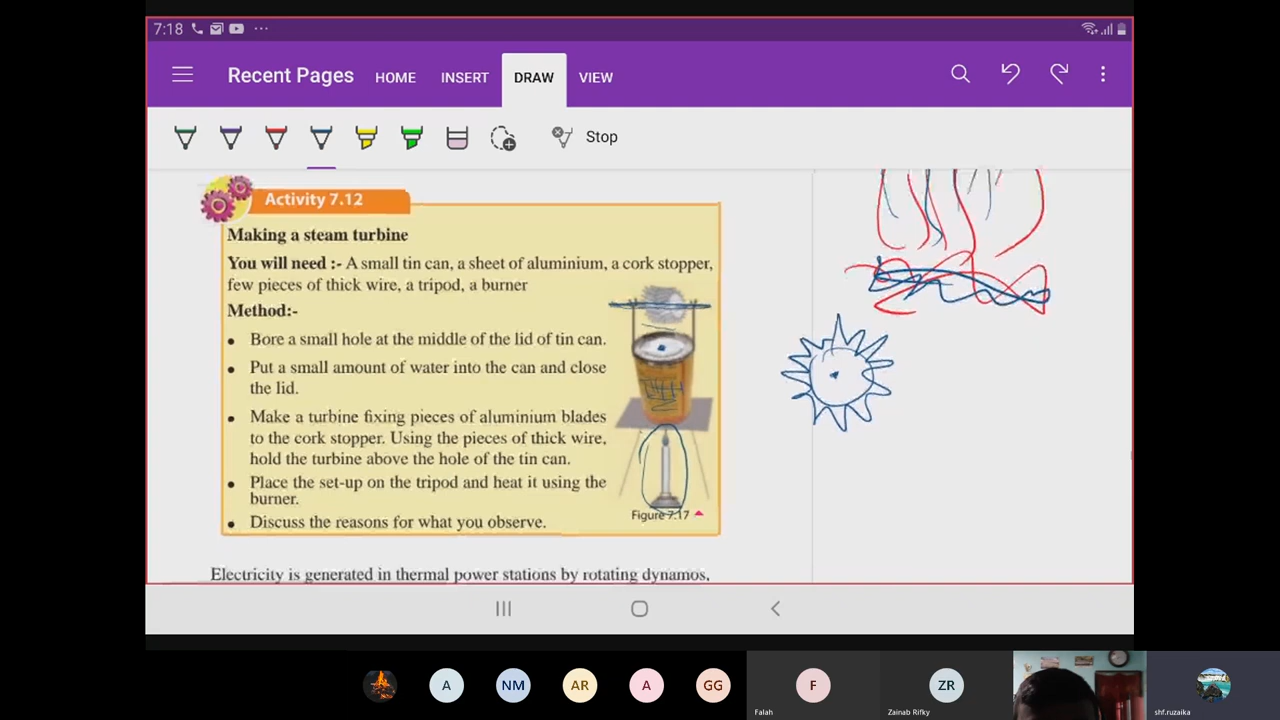 7:18
Recent Pages HOME INSERT DRAW VIEW
Stop
Activity 7.12
Making a steam turbine
You will need :- A small tin can, a sheet of aluminium, a cork stopper,
few pieces of thick wire, a tripod, a burner
Method:-
• Bore a small hole at the middle of the lid of tin can.
• Put a small amount of water into the can and close
the lid.
• Make a turbine fixing pieces of aluminium blades
to the cork stopper. Using the pieces of thick wire,
hold the turbine above the hole of the tin can.
• Place the set-up on the tripod and heat it using the
burner.
• Discuss the reasons for what you observe.
Figure 7.17
Electricity is generated in thermal power stations by rotating dynamos,
A NM AR A GG F ZR
Falah Zainab Rifky shf.ruzaika